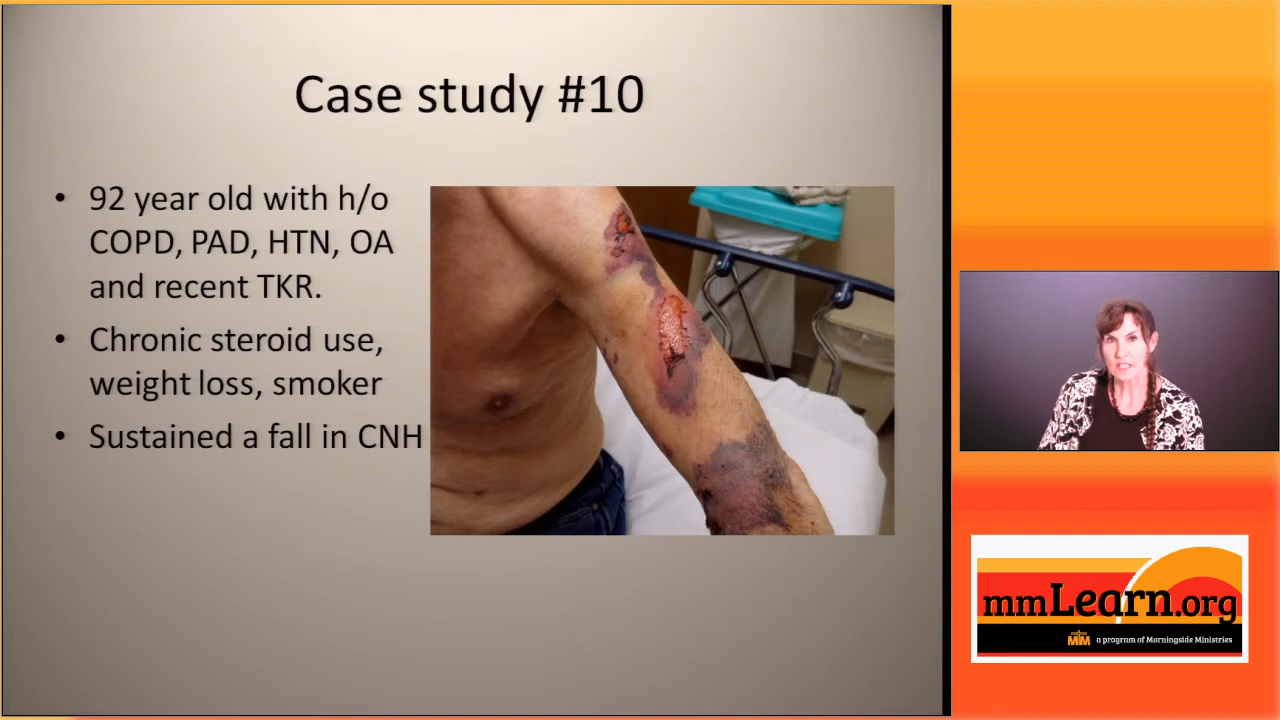 Case study #10
• 92 year old with h/o
COPD, PAD, HTN, OA
and recent TKR.
• Chronic steroid use,
weight loss, smoker
• Sustained a fall in CNH
mmLearn.org
MM a program of Morningside Ministries